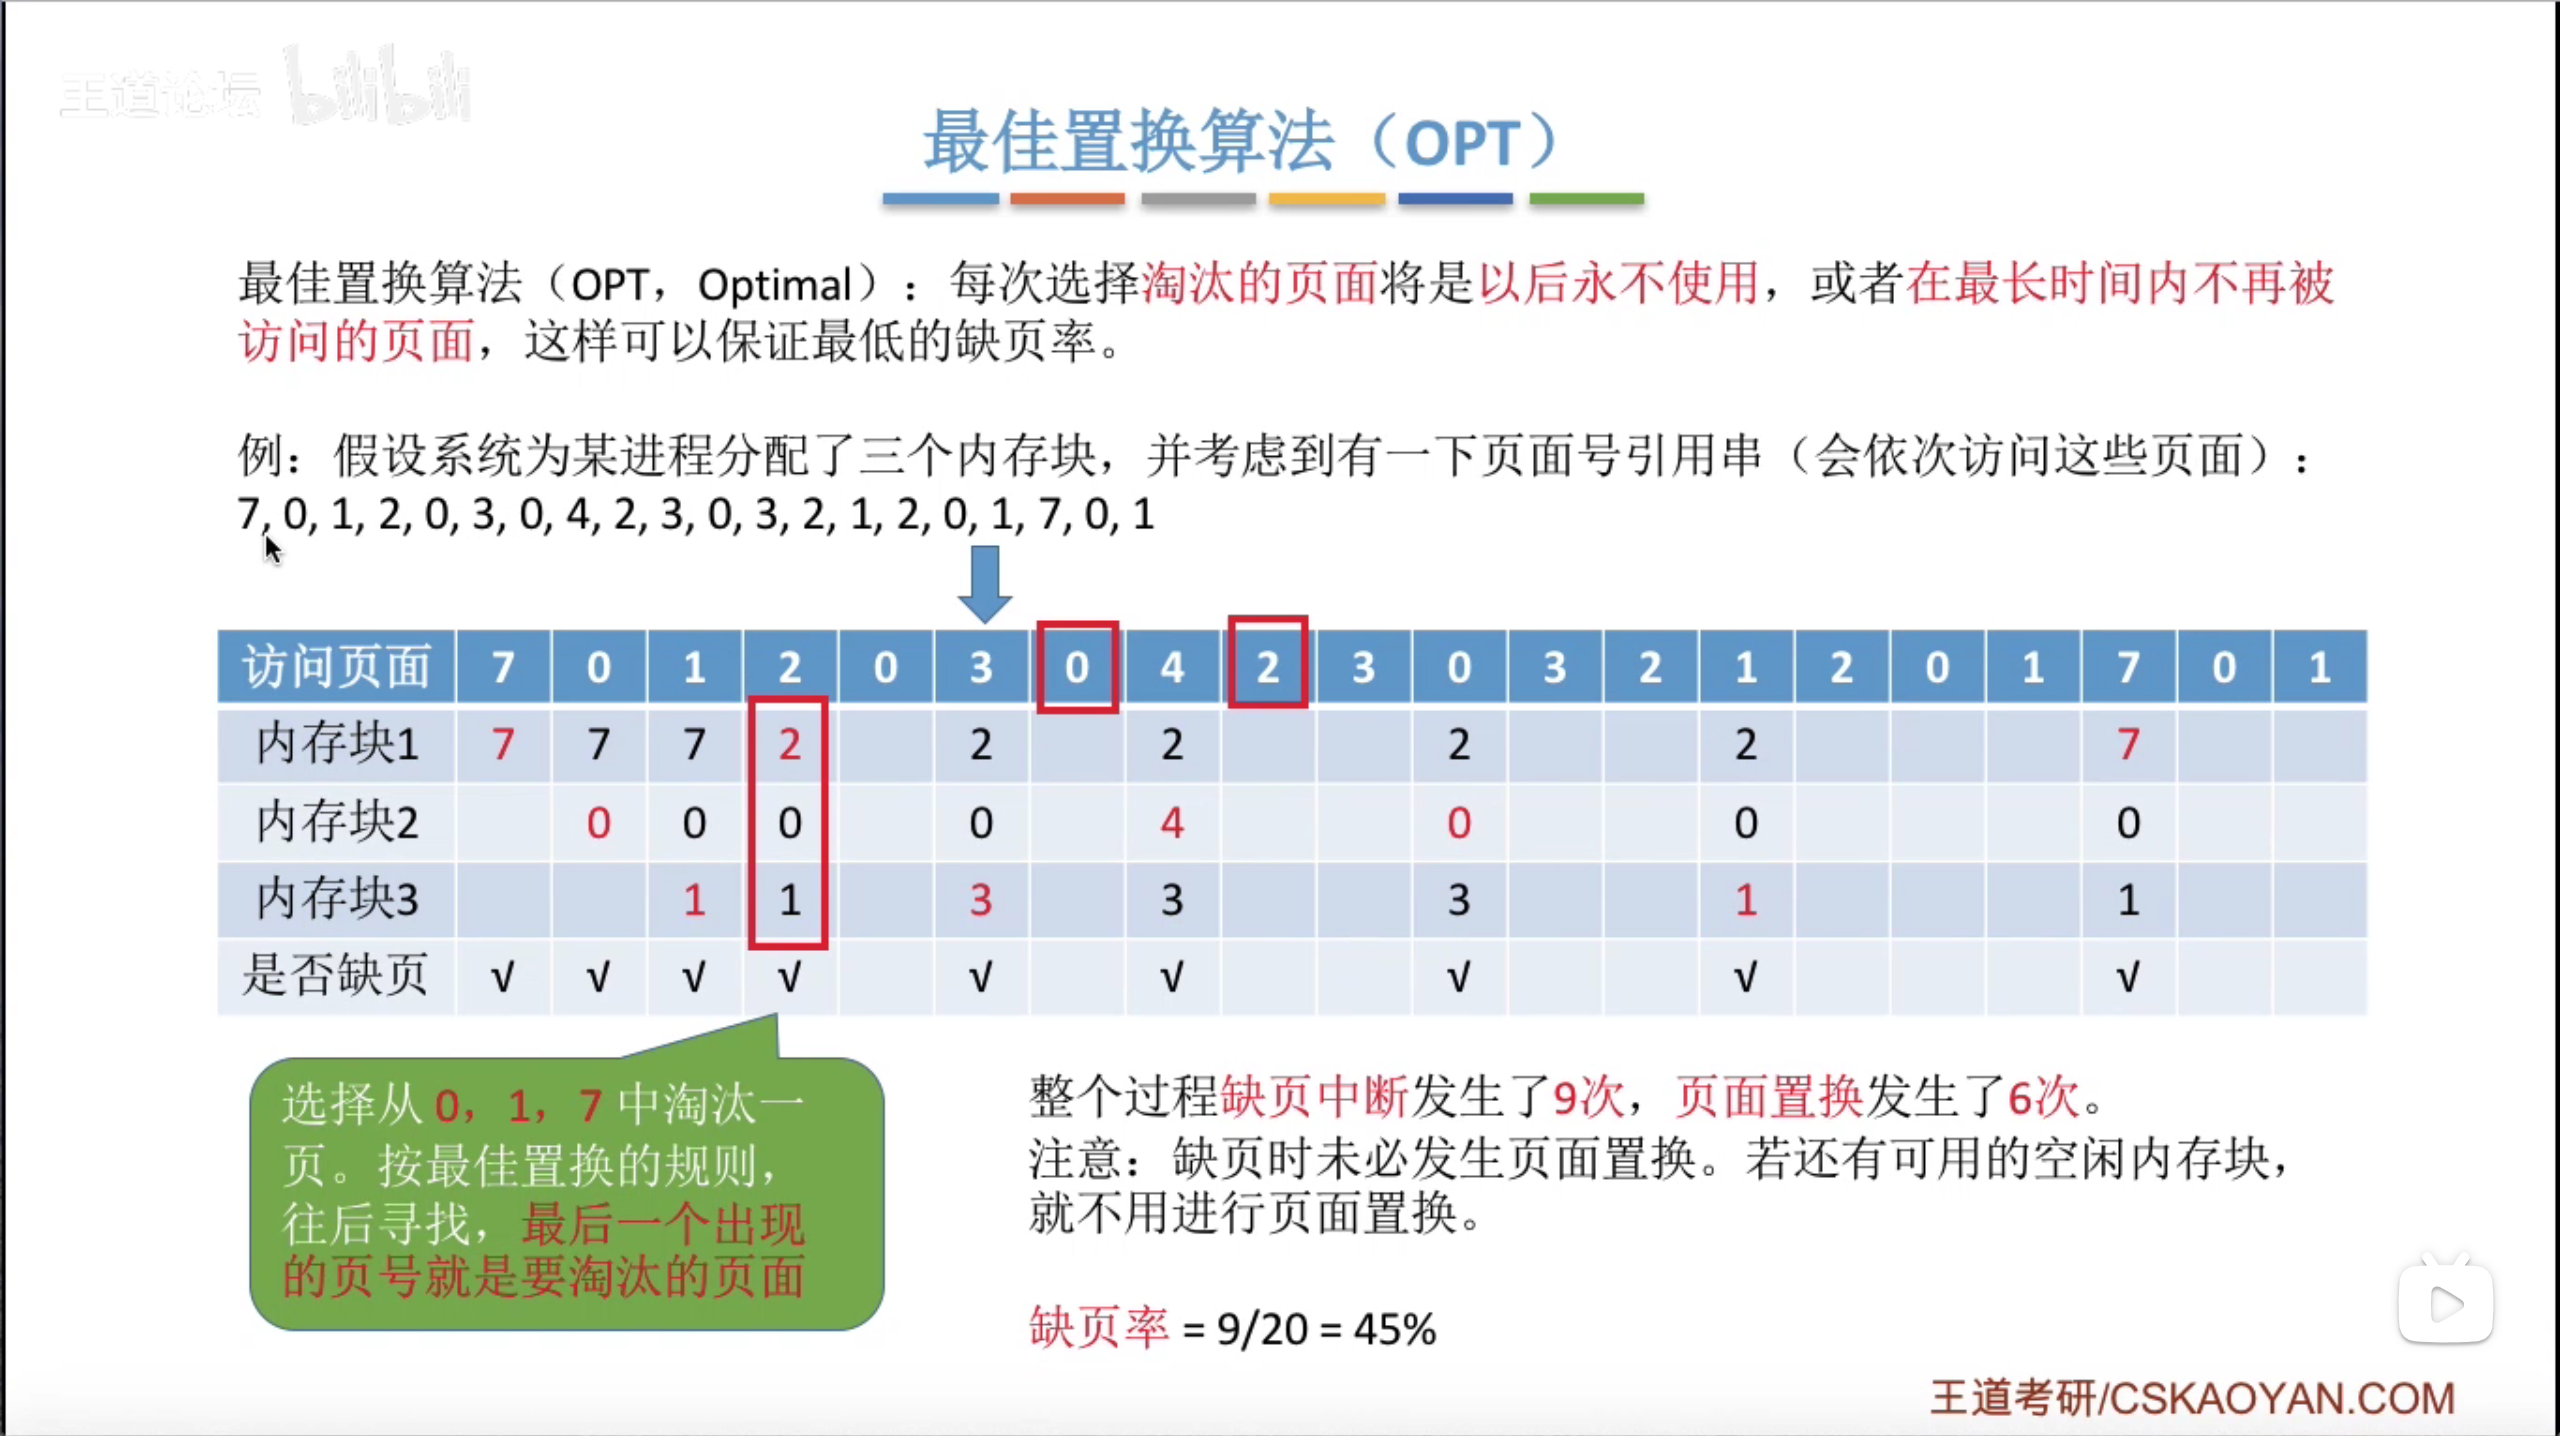 王道论坛 bilibili
最佳置换算法（OPT）
最佳置换算法（OPT，Optimal）：每次选择淘汰的页面将是以后永不使用，或者在最长时间内不再被
访问的页面，这样可以保证最低的缺页率。
例：假设系统为某进程分配了三个内存块，并考虑到有一下页面号引用串（会依次访问这些页面）：
7, 0, 1, 2, 0, 3, 0, 4, 2, 3, 0, 3, 2, 1, 2, 0, 1, 7, 0, 1
访问页面 7 0 1 2 0 3 0 4 2 3 0 3 2 1 2 0 1 7 0 1
内存块1 7 7 7 2 2 2 2 2 7
内存块2 0 0 0 0 4 0 0 0
内存块3 1 1 3 3 3 1 1
是否缺页 √ √ √ √ √ √ √ √ √
选择从 0，1，7 中淘汰一
页。按最佳置换的规则，
往后寻找，最后一个出现
的页号就是要淘汰的页面
整个过程缺页中断发生了9次，页面置换发生了6次。
注意：缺页时未必发生页面置换。若还有可用的空闲内存块，
就不用进行页面置换。
缺页率 = 9/20 = 45%
王道考研/CSKAOYAN.COM